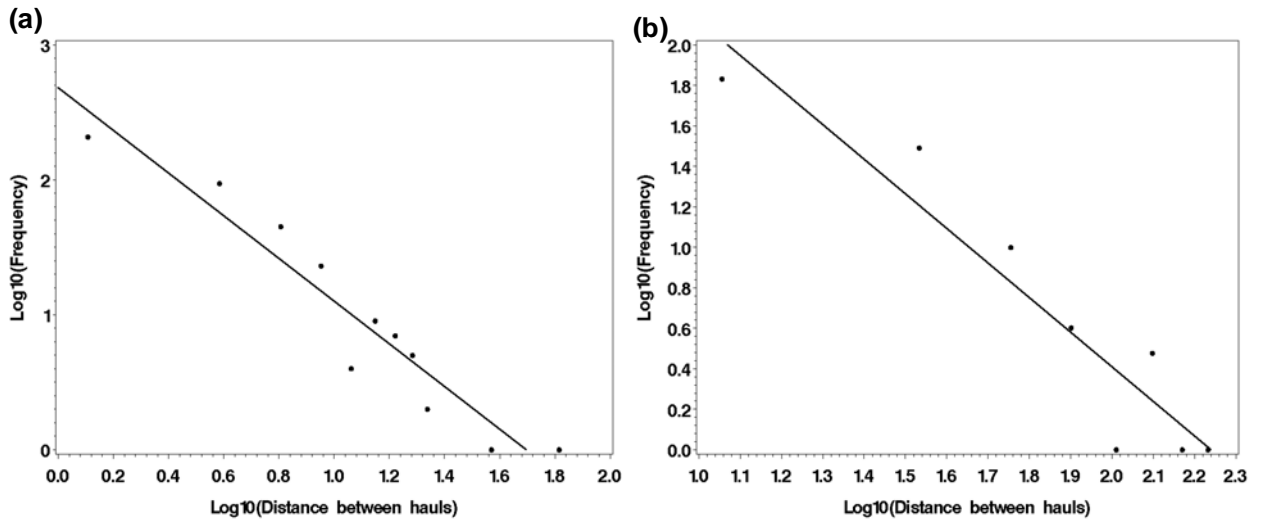 (a)
3
2
1
0
Log10(Frequency)
0.0 0.2 0.4 0.6 0.8 1.0 1.2 1.4 1.6 1.8 2.0
Log10(Distance between hauls)
(b)
2.0
1.8
1.6
1.4
1.2
1.0
0.8
0.6
0.4
0.2
0.0
Log10(Frequency)
1.0 1.1 1.2 1.3 1.4 1.5 1.6 1.7 1.8 1.9 2.0 2.1 2.2 2.3
Log10(Distance between hauls)